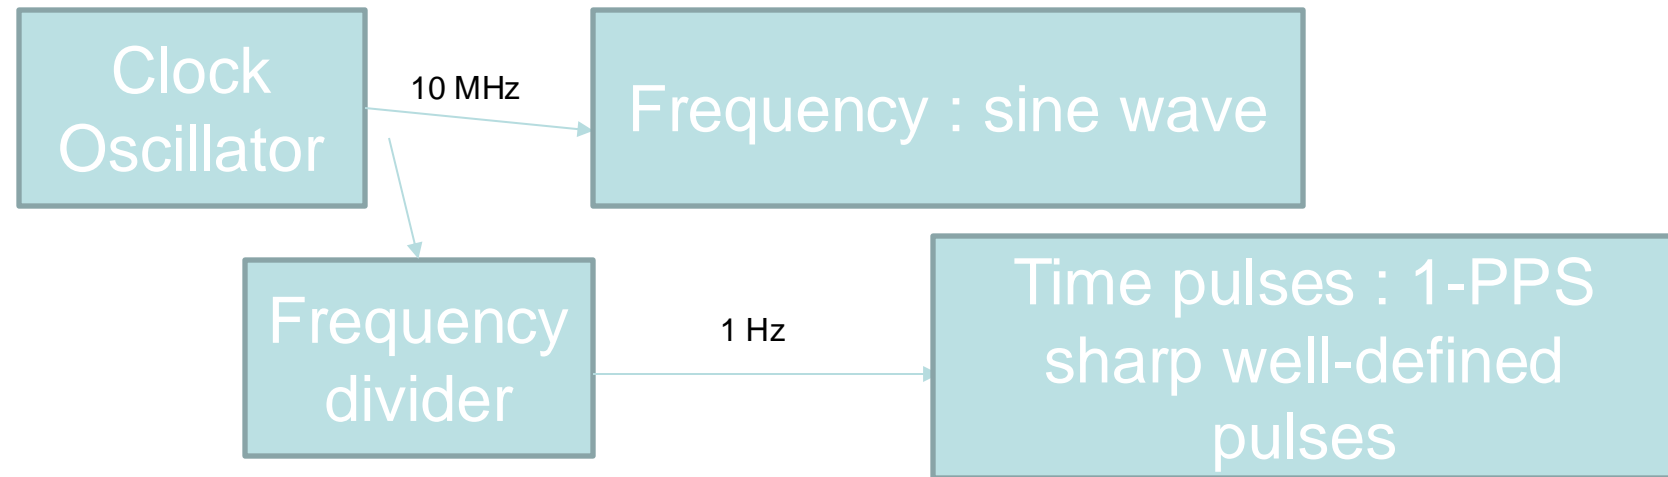 Clock
Oscillator
10 MHz
Frequency : sine wave
Frequency
divider
1 Hz
Time pulses : 1-PPS
sharp well-defined
pulses